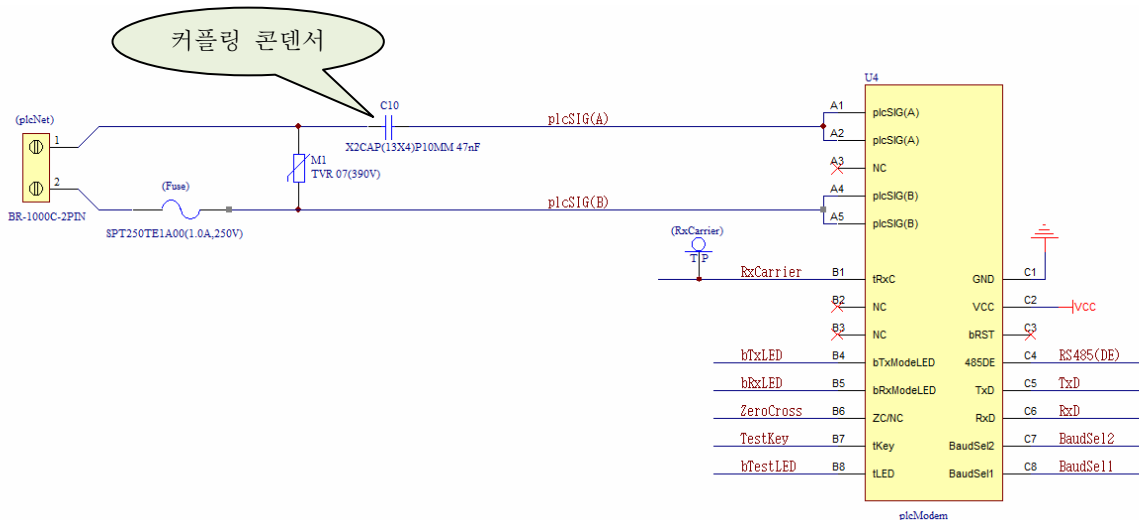 커플링 콘덴서
C10
X2CAP(13X4)P10MM 47nF
(plcNet)
1
2
BR-1000C-2PIN
(Fuse)
SPT250TE1A00(1.0A,250V)
M1
TVR 07(390V)
plcSIG(A)
plcSIG(B)
(RxCarrier)
TP
U4
A1 plcSIG(A)
A2 plcSIG(A)
A3 NC
A4 plcSIG(B)
A5 plcSIG(B)
RxCarrier B1 tRxC
B2 NC
B3 NC
bTxLED B4 bTxModeLED
bRxLED B5 bRxModeLED
ZeroCross B6 ZC/NC
TestKey B7 tKey
bTestLED B8 tLED
GND C1
VCC C2 VCC
bRST C3
485DE C4 RS485(DE)
TxD C5 TxD
RxD C6 RxD
BaudSel2 C7 BaudSel2
BaudSel1 C8 BaudSel1
plcModem